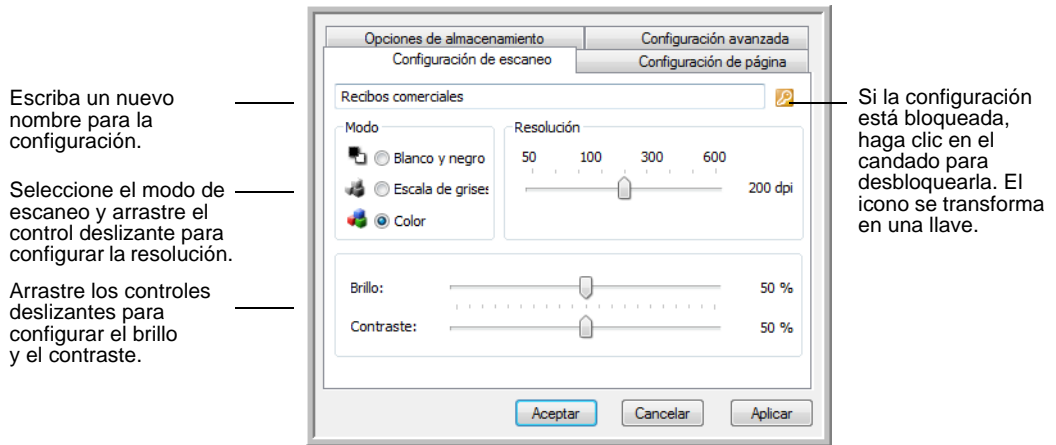 Opciones de almacenamiento
Configuración avanzada
Configuración de escaneo
Configuración de página
Escriba un nuevo
nombre para la
configuración.
Recibos comerciales
Si la configuración
está bloqueada,
haga clic en el
candado para
desbloquearla. El
icono se transforma
en una llave.
Modo
Blanco y negro
Escala de grises
Color
Resolución
50 100 300 600
200 dpi
Seleccione el modo de
escaneo y arrastre el
control deslizante para
configurar la resolución.
Arrastre los controles
deslizantes para
configurar el brillo
y el contraste.
Brillo: 50 %
Contraste: 50 %
Aceptar Cancelar Aplicar